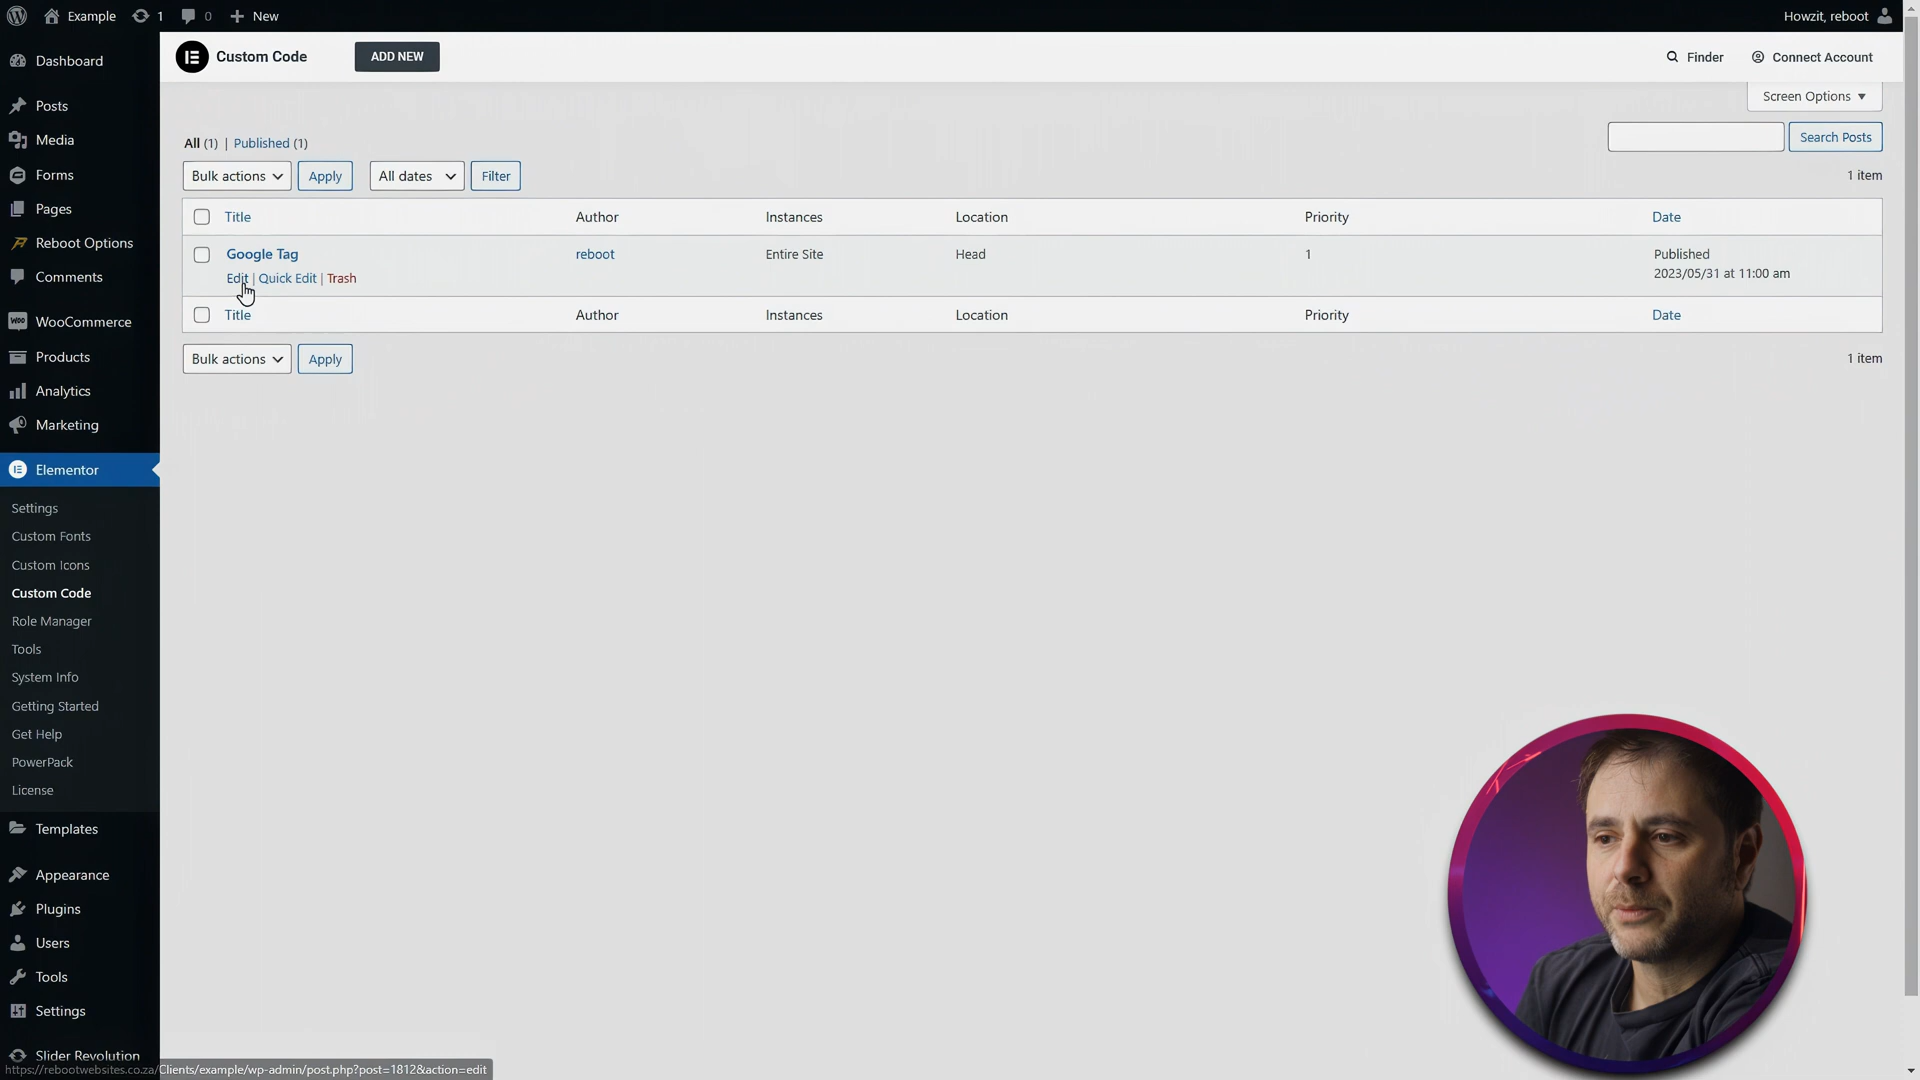 Example
1
0
New
Howzit, reboot
Dashboard
Posts
Media
Forms
Pages
Reboot Options
Comments
WooCommerce
Products
Analytics
Marketing
Elementor
Settings
Custom Fonts
Custom Icons
Custom Code
Role Manager
Tools
System Info
Getting Started
Get Help
PowerPack
License
Templates
Appearance
Plugins
Users
Tools
Settings
Slider Revolution
Custom Code
ADD NEW
Finder
Connect Account
Screen Options
All (1) | Published (1)
Search Posts
Bulk actions
Apply
All dates
Filter
1 item
Title Author Instances Location Priority Date
Google Tag reboot Entire Site Head 1 Published
Edit | Quick Edit | Trash 2023/05/31 at 11:00 am
Title Author Instances Location Priority Date
Bulk actions
Apply
1 item
https://rebootwebsites.co.za/Clients/example/wp-admin/post.php?post=1812&action=edit